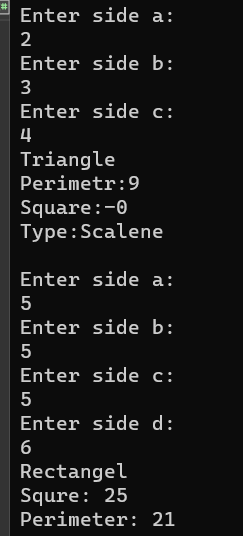 Enter side a:
2
Enter side b:
3
Enter side c:
4
Triangle
Perimetr:9
Square:-0
Type:Scalene
Enter side a:
5
Enter side b:
5
Enter side c:
5
Enter side d:
6
Rectangel
Squre: 25
Perimeter: 21